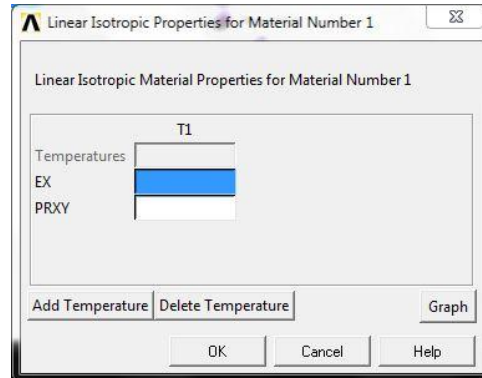 Linear Isotropic Properties for Material Number 1
Linear Isotropic Material Properties for Material Number 1
T1
Temperatures
EX
PRXY
Add Temperature Delete Temperature Graph
OK Cancel Help